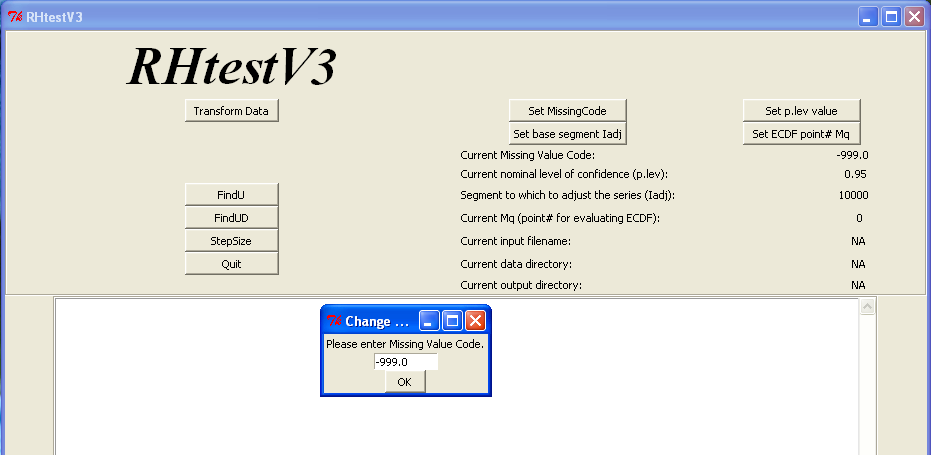 RHtestV3
RHtestV3
Transform Data
Set MissingCode
Set p.lev value
Set base segment Iadj
Set ECDF point# Mq
Current Missing Value Code: -999.0
Current nominal level of confidence (p.lev): 0.95
FindU
Segment to which to adjust the series (Iadj): 10000
FindUD
Current Mq (point# for evaluating ECDF): 0
StepSize
Current input filename: NA
Quit
Current data directory: NA
Current output directory: NA
Change ...
Please enter Missing Value Code.
-999.0
OK